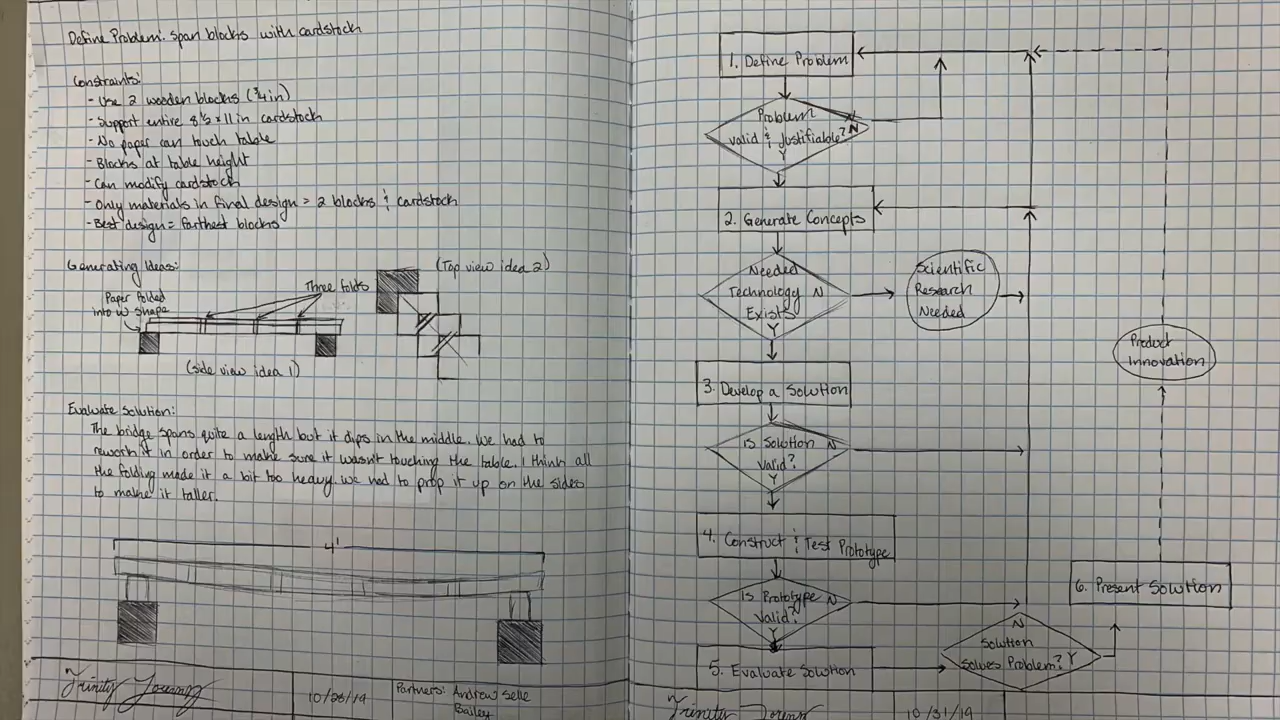 Define Problem: span blocks with cardstock
Constraints:
- Use 2 wooden blocks (3/4 in)
- Support entire 8.5 x 11 in cardstock
- No paper can touch table
- Blocks at table height
- Can modify cardstock
- Only materials in final design = 2 blocks & cardstock
- Best design = farthest blocks
Generating Ideas:
Paper folded
into w shape
Three folds
(side view idea 1)
(Top view idea 2)
Evaluate Solution:
The bridge spans quite a length but it dips in the middle. We had to
rework it in order to make sure it wasn't touching the table. I think all
the folding made it a bit too heavy. We had to prop it up on the sides
to make it taller.
4'
Trinity
10/28/19
Partners: Andrew Selle
Bailey
1. Define Problem
Problem
valid & Justifiable? N
Y
2. Generate Concepts
Needed
Technology N
Exists
Y
Scientific
Research
Needed
3. Develop a Solution
Is Solution N
Valid?
Y
4. Construct & Test Prototype
Is Prototype N
Valid?
Y
5. Evaluate Solution
N
Solution
Solves Problem? Y
6. Present Solution
Product
Innovation
Trinity
10/31/19